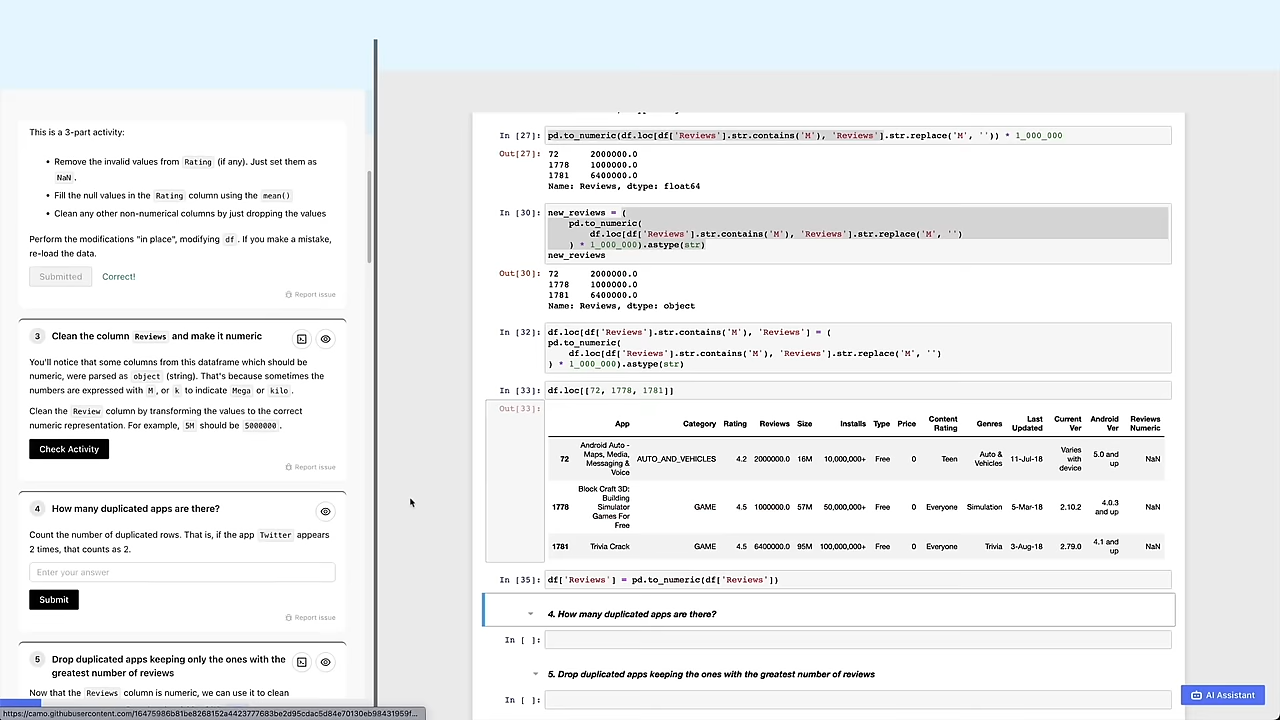 This is a 3-part activity:
Remove the invalid values from Rating (if any). Just set them as
NaN.
Fill the null values in the Rating column using the mean()
Clean any other non-numerical columns by just dropping the values
Perform the modifications "in place", modifying df. If you make a mistake,
re-load the data.
Submitted Correct!
Report issue
3 Clean the column Reviews and make it numeric
You'll notice that some columns from this dataframe which should be
numeric, were parsed as object (string). That's because sometimes the
numbers are expressed with M, or k to indicate Mega or kilo.
Clean the Review column by transforming the values to the correct
numeric representation. For example, 5M should be 5000000.
Check Activity
Report issue
4 How many duplicated apps are there?
Count the number of duplicated rows. That is, if the app Twitter appears
2 times, that counts as 2.
Enter your answer
Submit
Report issue
5 Drop duplicated apps keeping only the ones with the
greatest number of reviews
Now that the Reviews column is numeric, we can use it to clean
In [27]: pd.to_numeric(df.loc[df['Reviews'].str.contains('M'), 'Reviews'].str.replace('M', '')) * 1_000_000
Out[27]: 72 2000000.0
1778 1000000.0
1781 6400000.0
Name: Reviews, dtype: float64
In [30]: new_reviews = (
pd.to_numeric(
df.loc[df['Reviews'].str.contains('M'), 'Reviews'].str.replace('M', '')
) * 1_000_000).astype(str)
new_reviews
Out[30]: 72 2000000.0
1778 1000000.0
1781 6400000.0
Name: Reviews, dtype: object
In [32]: df.loc[df['Reviews'].str.contains('M'), 'Reviews'] = (
pd.to_numeric(
df.loc[df['Reviews'].str.contains('M'), 'Reviews'].str.replace('M', '')
) * 1_000_000).astype(str)
In [33]: df.loc[[72, 1778, 1781]]
Out[33]:
App Category Rating Reviews Size Installs Type Price Content Rating Genres Last Updated Current Ver Android Ver Reviews Numeric
72 Android Auto - Maps, Media, Messaging & Voice AUTO_AND_VEHICLES 4.2 2000000.0 16M 10,000,000+ Free 0 Teen Auto & Vehicles 11-Jul-18 Varies with device 5.0 and up NaN
1778 Block Craft 3D: Building Simulator Games For Free GAME 4.5 1000000.0 57M 50,000,000+ Free 0 Everyone Simulation 5-Mar-18 2.10.2 4.0.3 and up NaN
1781 Trivia Crack GAME 4.5 6400000.0 95M 100,000,000+ Free 0 Everyone Trivia 3-Aug-18 2.79.0 4.1 and up NaN
In [35]: df['Reviews'] = pd.to_numeric(df['Reviews'])
4. How many duplicated apps are there?
In [ ]:
5. Drop duplicated apps keeping only the ones with the greatest number of reviews
In [ ]:
AI Assistant